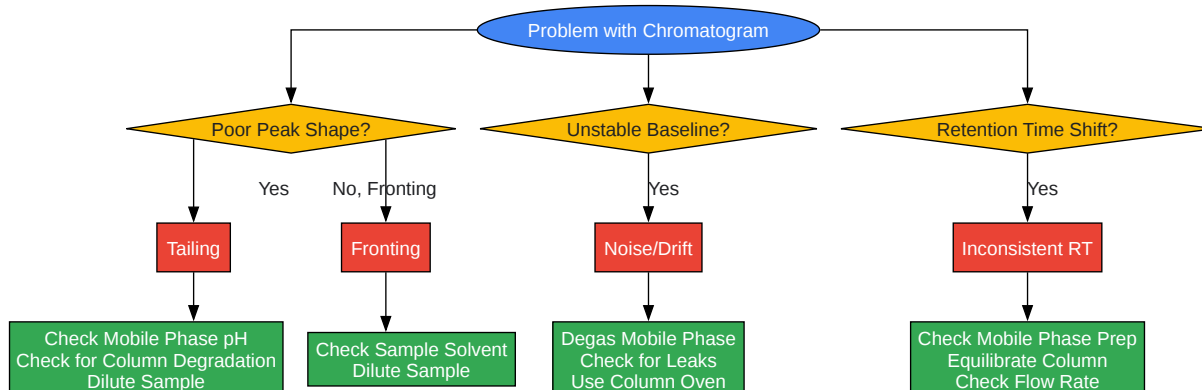 Problem with Chromatogram
Poor Peak Shape?
Unstable Baseline?
Retention Time Shift?
Yes
No, Fronting
Yes
Yes
Tailing
Fronting
Noise/Drift
Inconsistent RT
Check Mobile Phase pH
Check for Column Degradation
Dilute Sample
Check Sample Solvent
Dilute Sample
Degas Mobile Phase
Check for Leaks
Use Column Oven
Check Mobile Phase Prep
Equilibrate Column
Check Flow Rate